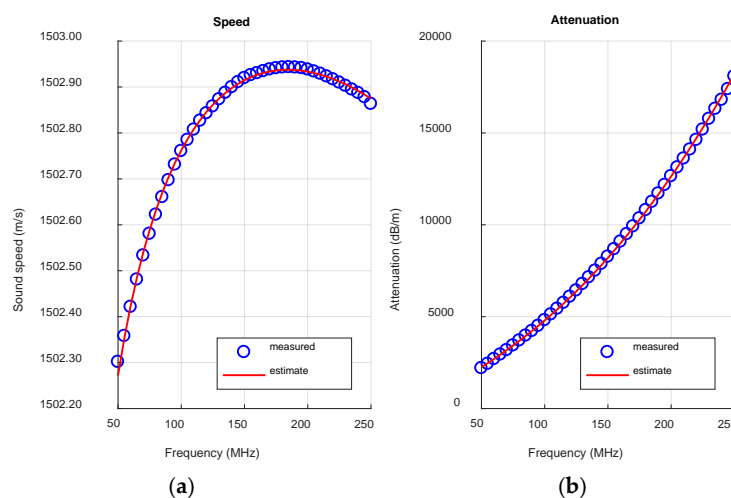 Speed
1503.00
1502.90
1502.80
1502.70
1502.60
1502.50
1502.40
1502.30
1502.20
Sound speed (m/s)
measured
estimate
50 100 150 200 250
Frequency (MHz)
(a)
Attenuation
20000
15000
10000
5000
0
Attenuation (dB/m)
measured
estimate
50 100 150 200 250
Frequency (MHz)
(b)